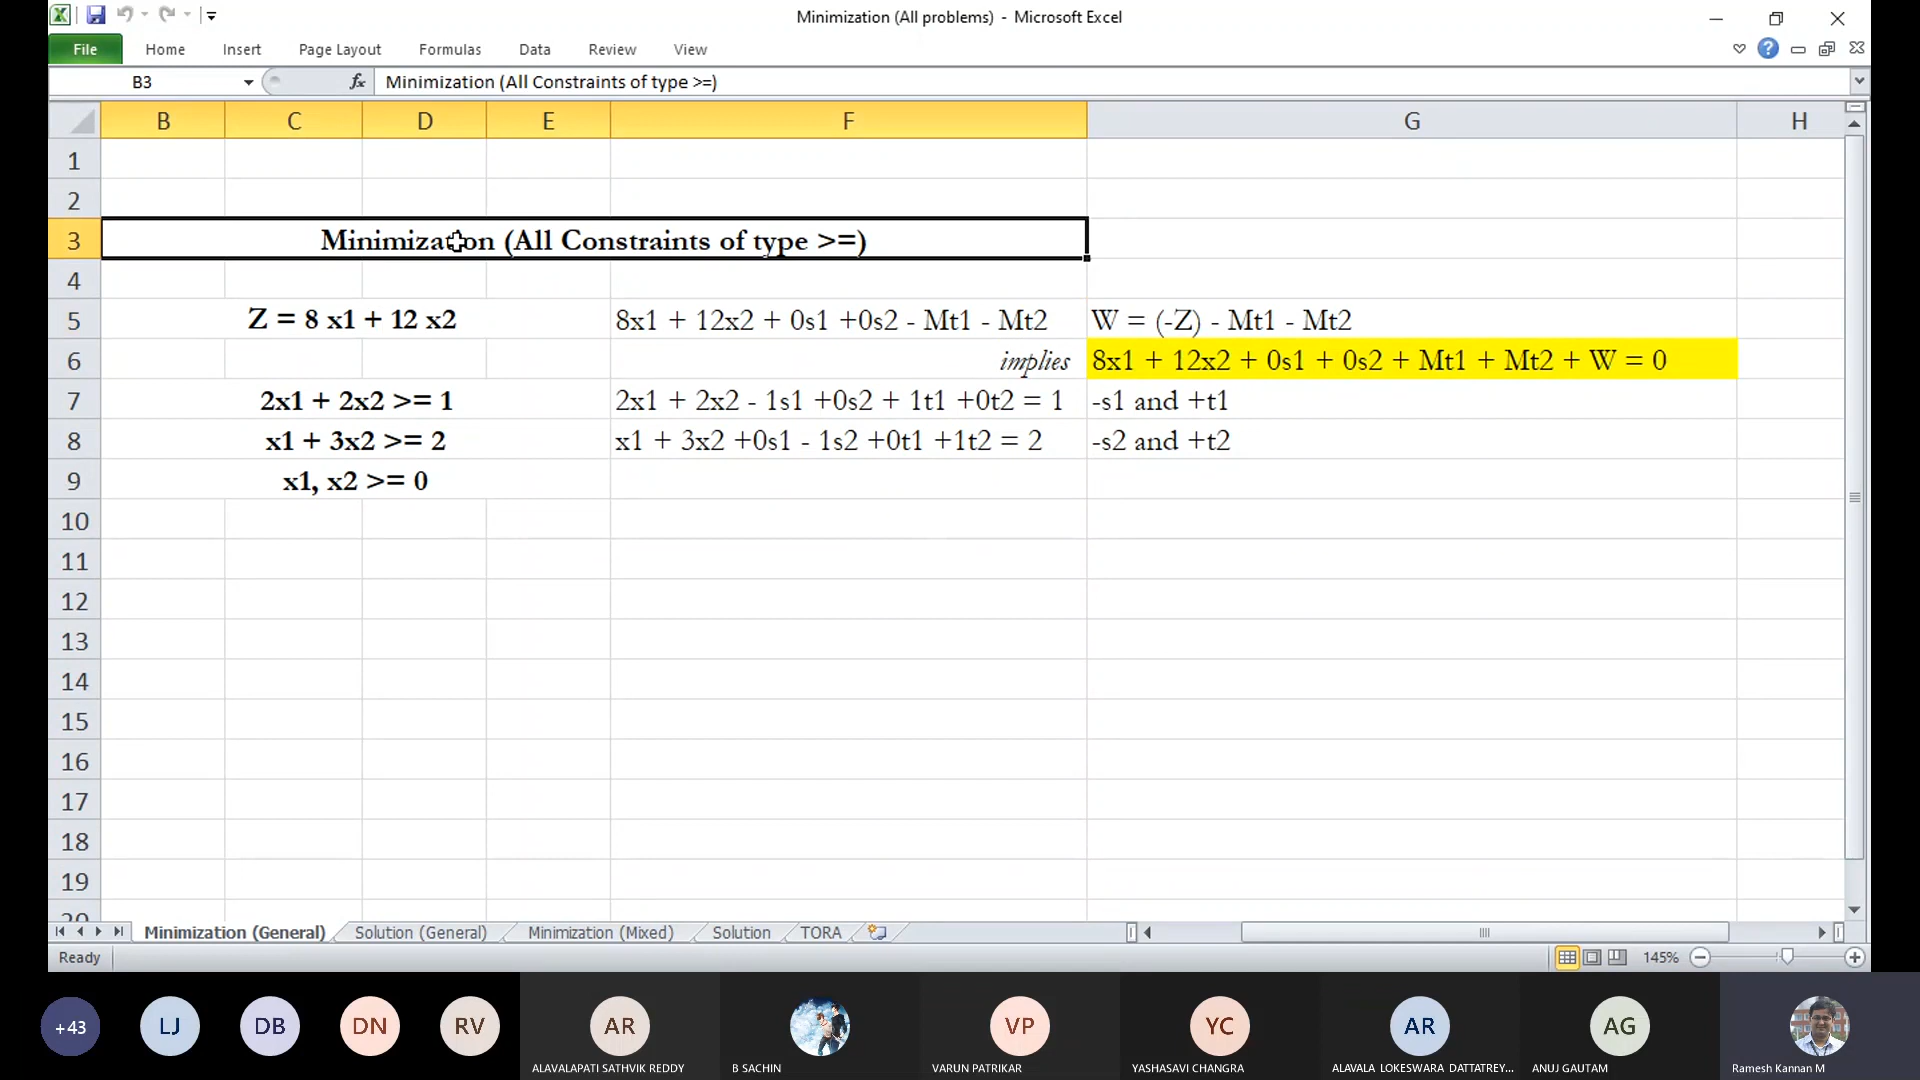 Minimization (All problems) - Microsoft Excel
File Home Insert Page Layout Formulas Data Review View
B3 fx Minimization (All Constraints of type >=)
B C D E F G H
1
2
3 Minimization (All Constraints of type >=)
4
5 Z = 8 x1 + 12 x2 8x1 + 12x2 + 0s1 +0s2 - Mt1 - Mt2 W = (-Z) - Mt1 - Mt2
6 implies 8x1 + 12x2 + 0s1 + 0s2 + Mt1 + Mt2 + W = 0
7 2x1 + 2x2 >= 1 2x1 + 2x2 - 1s1 +0s2 + 1t1 +0t2 = 1 -s1 and +t1
8 x1 + 3x2 >= 2 x1 + 3x2 +0s1 - 1s2 +0t1 +1t2 = 2 -s2 and +t2
9 x1, x2 >= 0
10
11
12
13
14
15
16
17
18
19
20
Minimization (General) Solution (General) Minimization (Mixed) Solution TORA
Ready 145%
+43 LJ DB DN RV AR VP YC AR AG
ALAVALAPATI SATHVIK REDDY B SACHIN VARUN PATRIKAR YASHASAVI CHANGRA ALAVALA LOKESWARA DATTATREY... ANUJ GAUTAM Ramesh Kannan M